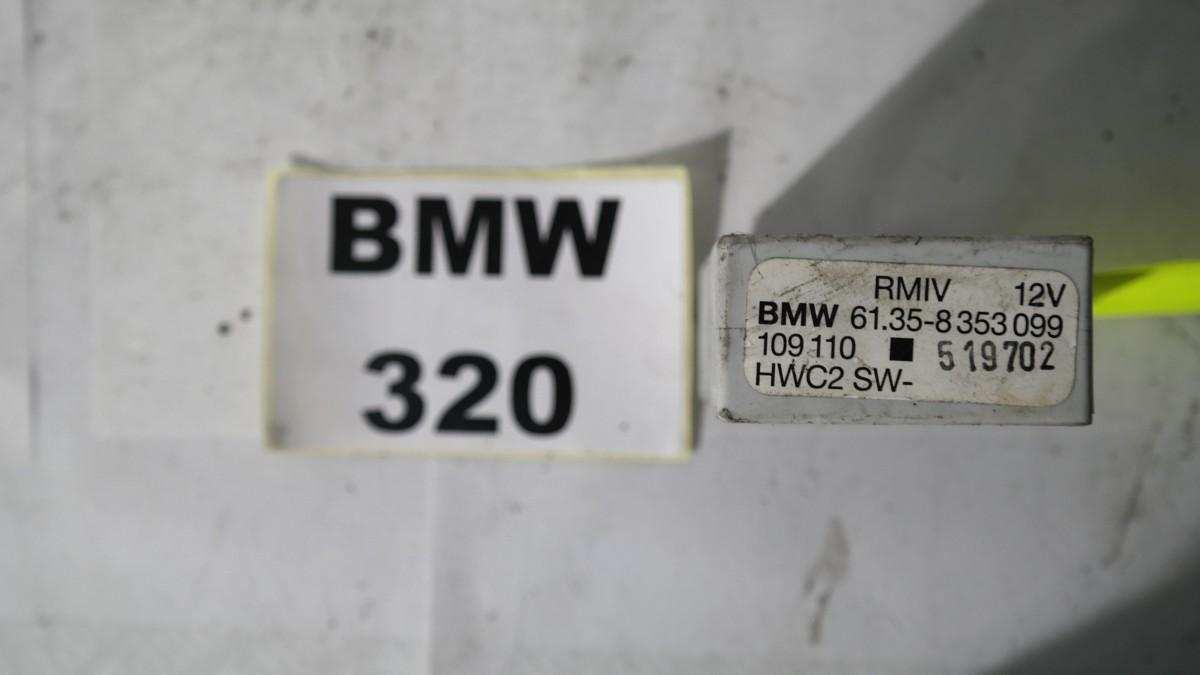 BMW
320
RMIV 12V
BMW 61.35-8 353 099
109 110 ■ 519702
HWC2 SW-